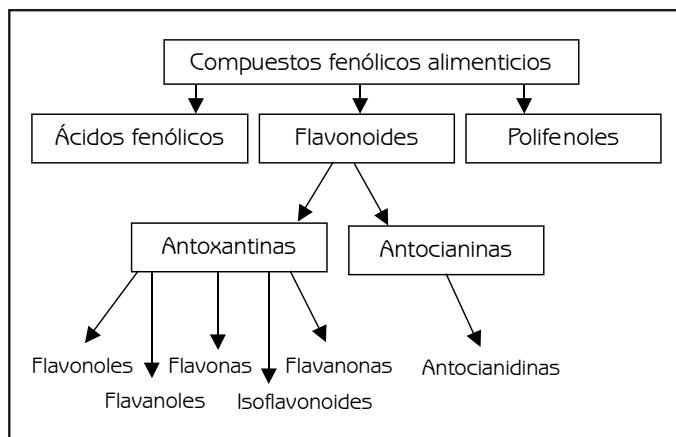 Compuestos fenólicos alimenticios
Ácidos fenólicos
Flavonoides
Polifenoles
Antoxantinas
Antocianinas
Flavonoles
Flavonas
Flavanonas
Antocianidinas
Flavanoles
Isoflavonoides